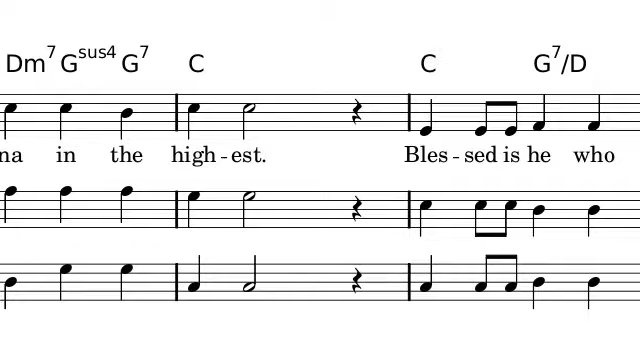 Dm7 Gsus4 G7 C C G7/D
na in the high - est. Bles - sed is he who